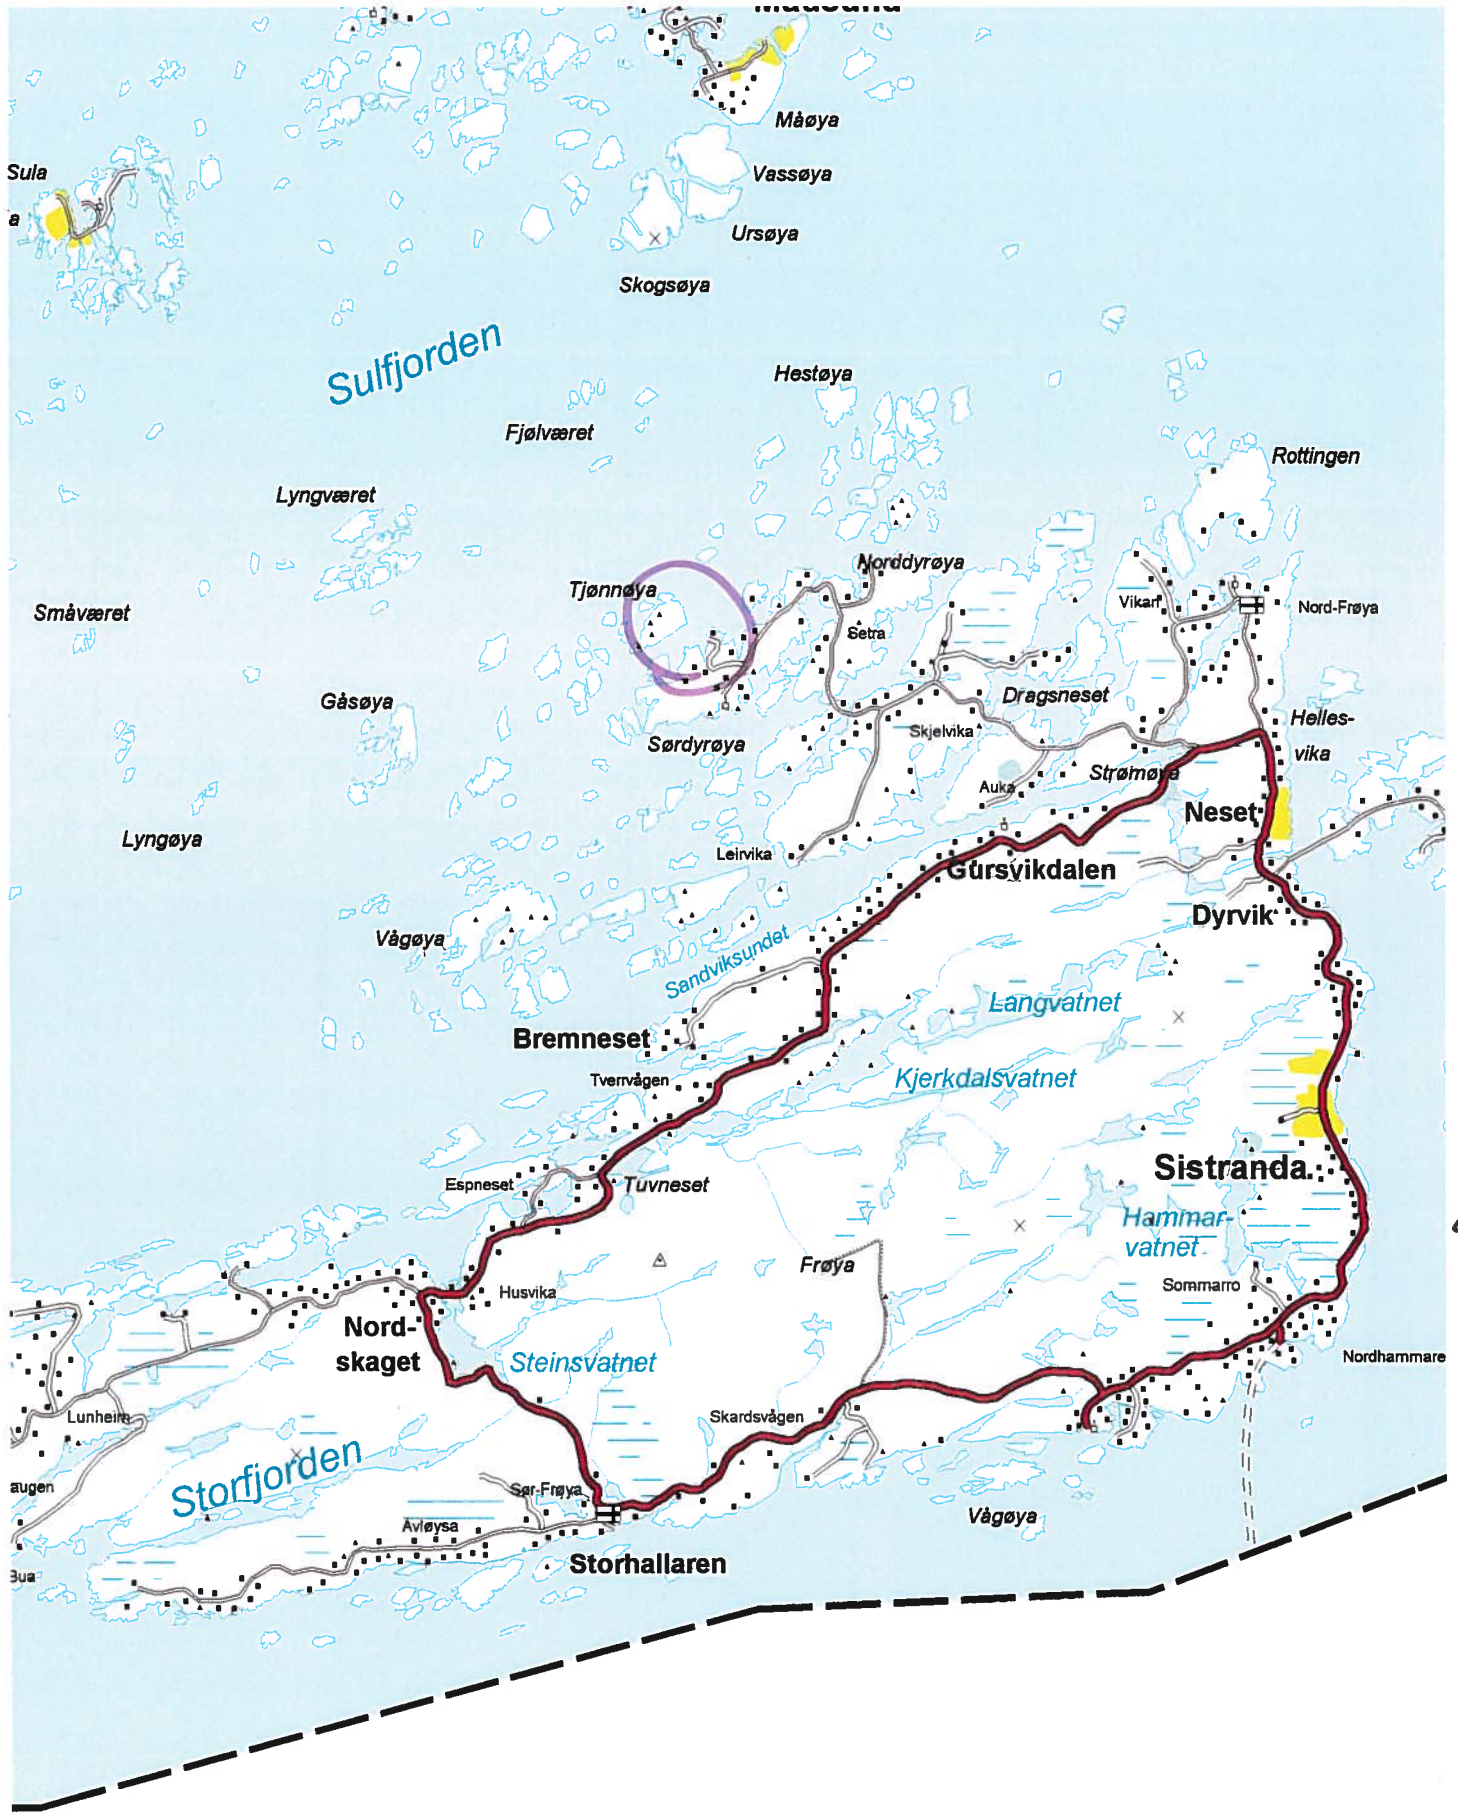 Måøya
Sula
Vassøya
a
Ursøya
Skogsøya
Sulfjorden
Hestøya
Fjølværet
Rottingen
Lyngværet
Norddyrøya
Tjønnøya
Småværet
Vikan
Nord-Frøya
Setra
Gåsøya
Dragsneset
Helles-
vika
Skjelvika
Sørdyrøya
Strømøya
Auka
Neset
Lyngøya
Leirvika
Gursvikdalen
Dyrvik
Vågøya
Sandviksundet
Langvatnet
Bremneset
Tverrvågen
Kjerkdalsvatnet
Sistranda
Espneset
Tuvneset
Hammar-
vatnet
Frøya
Husvika
Sommarro
Nord-
skaget
Steinsvatnet
Nordhammare
Lunheim
Skardsvågen
Storfjorden
augen
Sør-Frøya
Avløysa
Vågøya
Storhallaren
Bua